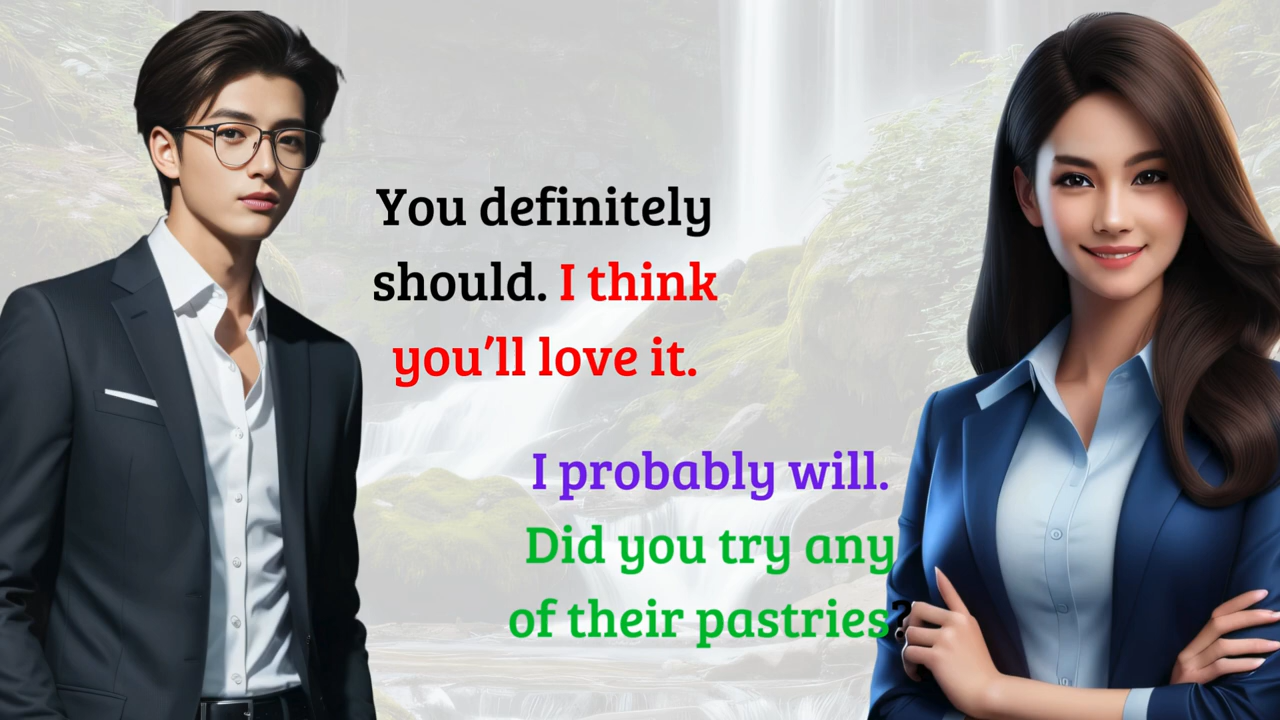 You definitely
should. I think
you’ll love it.
I probably will.
Did you try any
of their pastries?